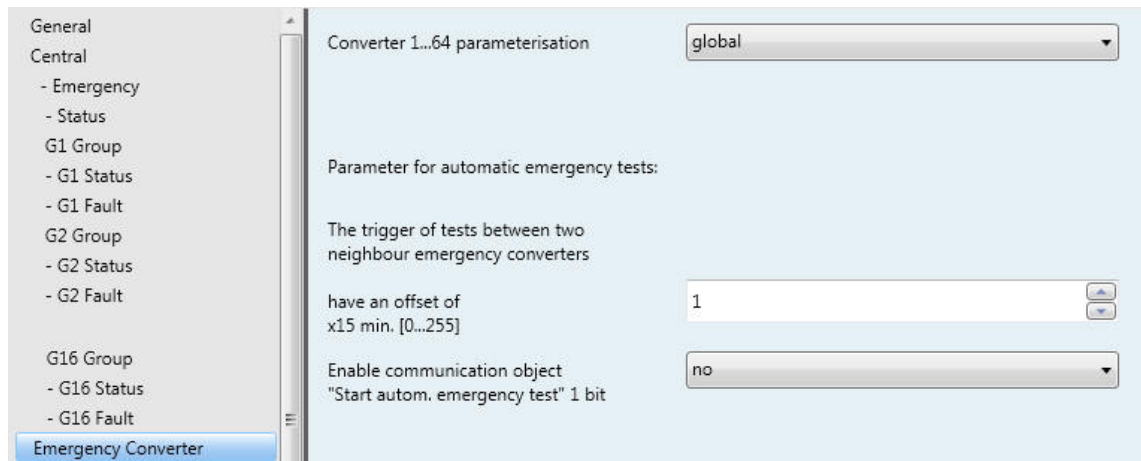 General
Central
- Emergency
- Status
G1 Group
- G1 Status
- G1 Fault
G2 Group
- G2 Status
- G2 Fault
G16 Group
- G16 Status
- G16 Fault
Emergency Converter
Converter 1...64 parameterisation
global
Parameter for automatic emergency tests:
The trigger of tests between two
neighbour emergency converters
have an offset of
x15 min. [0...255]
1
Enable communication object
"Start autom. emergency test" 1 bit
no